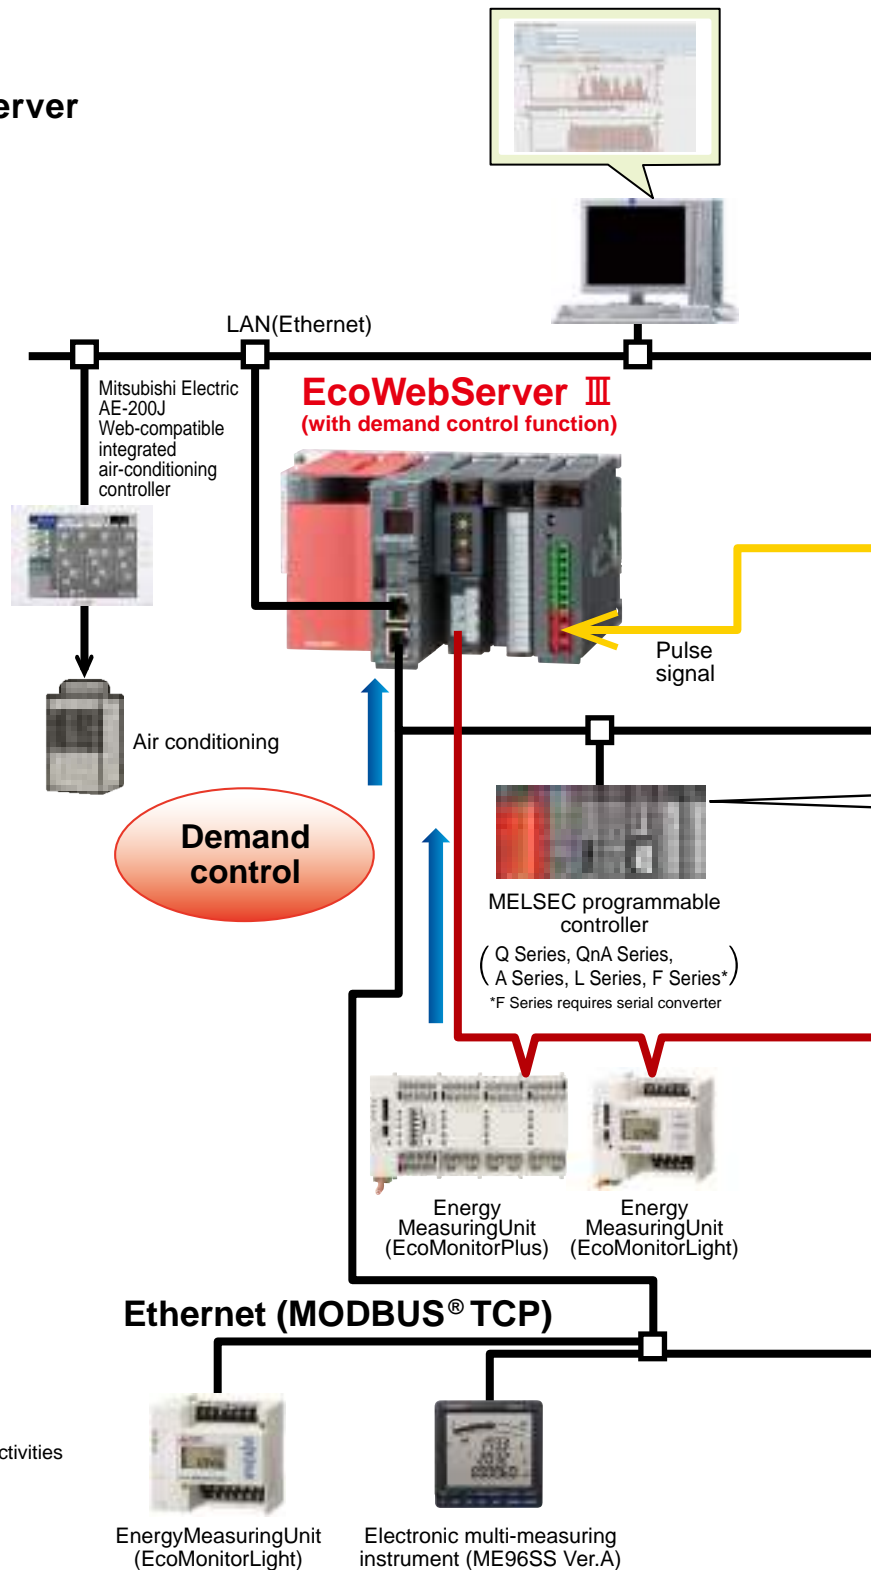 erver
LAN(Ethernet)
Mitsubishi Electric
AE-200J
Web-compatible
integrated
air-conditioning
controller
EcoWebServer Ⅲ
(with demand control function)
Pulse
signal
Air conditioning
Demand
control
MELSEC programmable
controller
(Q Series, QnA Series,
A Series, L Series, F Series*)
*F Series requires serial converter
Energy
MeasuringUnit
(EcoMonitorPlus)
Energy
MeasuringUnit
(EcoMonitorLight)
Ethernet (MODBUS® TCP)
ctivities
EnergyMeasuringUnit
(EcoMonitorLight)
Electronic multi-measuring
instrument (ME96SS Ver.A)